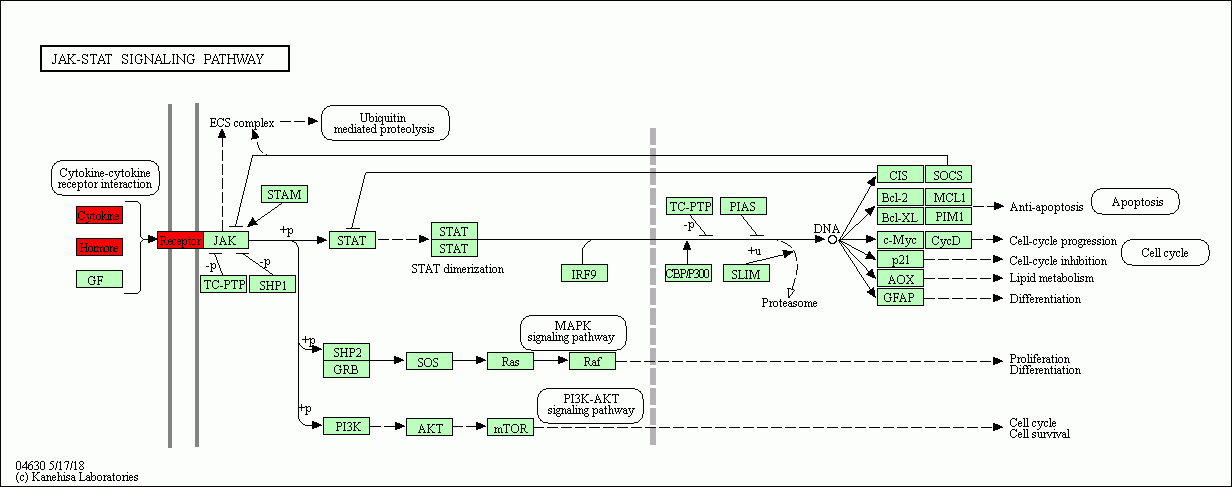 JAK-STAT SIGNALING PATHWAY
ECS complex
Ubiquitin
mediated proteolysis
Cytokine-cytokine
receptor interaction
CIS
SOCS
STAM
Bcl-2
MCL1
Cytokine
TC-PTP
PIAS
Anti-apoptosis
Apoptosis
Bcl-XL
PIM1
-p
DNA
Hormone
Receptor
JAK
+p
STAT
STAT
STAT
c-Myc
CycD
Cell-cycle progression
Cell cycle
+u
p21
Cell-cycle inhibition
-p
-p
STAT dimerization
IRF9
CBP/P300
SLIM
AOX
Lipid metabolism
GF
TC-PTP
SHP1
GFAP
Differentiation
Proteasome
MAPK
signaling pathway
+p
SHP2
GRB
SOS
Ras
Raf
Proliferation
Differentiation
PI3K-AKT
signaling pathway
+p
PI3K
AKT
mTOR
Cell cycle
Cell survival
04630 5/17/18
(c) Kanehisa Laboratories